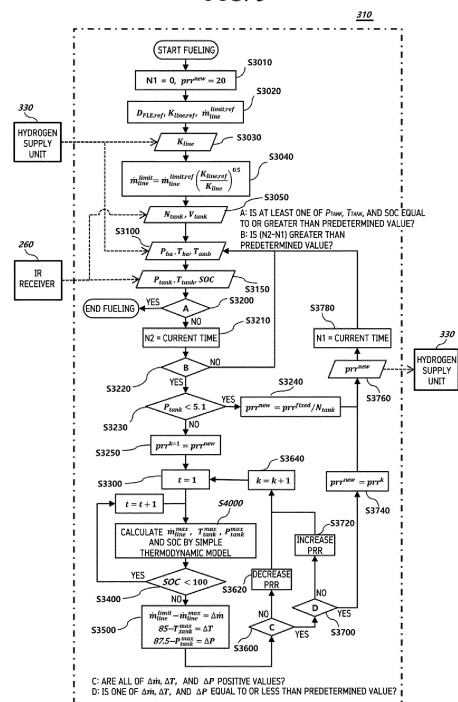 310
START FUELING
S3010
N1 = 0, prr^new = 20
S3020
D_FLE,ref, K_line,ref, ṁ_line^limit,ref
330
HYDROGEN
SUPPLY
UNIT
S3030
K_line
S3040
ṁ_line^limit = ṁ_line^limit,ref (K_line,ref / K_line)^0.5
S3050
N_tank, V_tank
A: IS AT LEAST ONE OF P_TANK, T_TANK, AND SOC EQUAL
TO OR GREATER THAN PREDETERMINED VALUE?
B: IS (N2-N1) GREATER THAN
PREDETERMINED VALUE?
S3100
P_ba, T_ba, T_amb
260
IR
RECEIVER
S3150
P_tank, T_tank, SOC
S3200
END FUELING
YES
A
NO
S3210
N2 = CURRENT TIME
S3780
N1 = CURRENT TIME
330
HYDROGEN
SUPPLY
UNIT
S3220
B
NO
YES
prr^new
S3760
S3230
P_tank < 5.1
YES
S3240
prr^new = prr^fixed/N_tank
NO
S3250
prr^k=1 = prr^new
S3640
S3300
t = 1
k = k + 1
prr^new = prr^k
S3740
t = t + 1
S4000
CALCULATE ṁ_line^max, T_tank^max, P_tank^max
AND SOC BY SIMPLE
THERMODYNAMIC MODEL
S3720
INCREASE
PRR
YES
S3400
SOC < 100
NO
S3620
DECREASE
PRR
NO
NO
D
YES
S3700
S3500
ṁ_line^limit − ṁ_line^max = Δṁ
85−T_tank^max = ΔT
87.5−P_tank^max = ΔP
S3600
C
YES
C: ARE ALL OF Δṁ, ΔT, AND ΔP POSITIVE VALUES?
D: IS ONE OF Δṁ, ΔT, AND ΔP EQUAL TO OR LESS THAN PREDETERMINED VALUE?